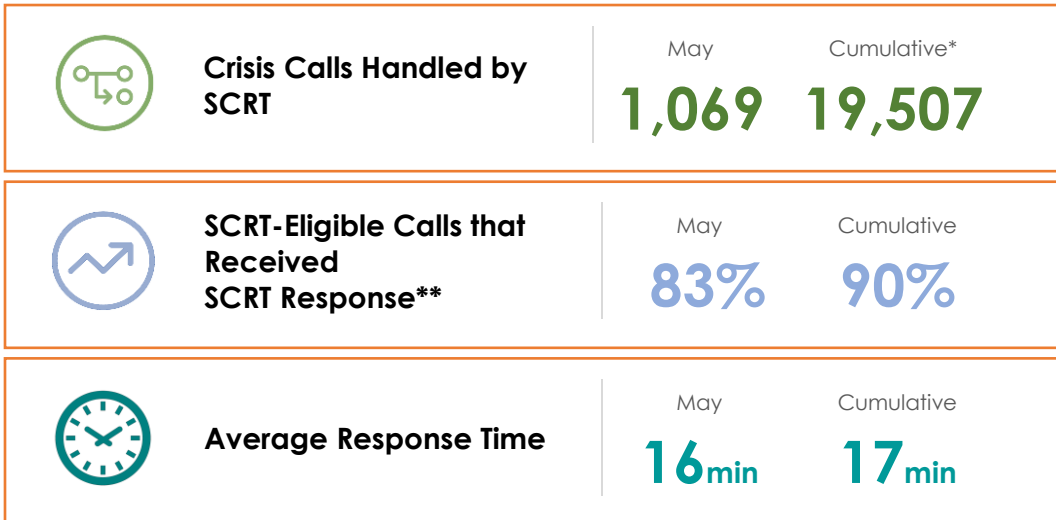 Crisis Calls Handled by
SCRT
May Cumulative*
1,069 19,507
SCRT-Eligible Calls that
Received
SCRT Response**
May Cumulative
83% 90%
Average Response Time
May Cumulative
16min 17min